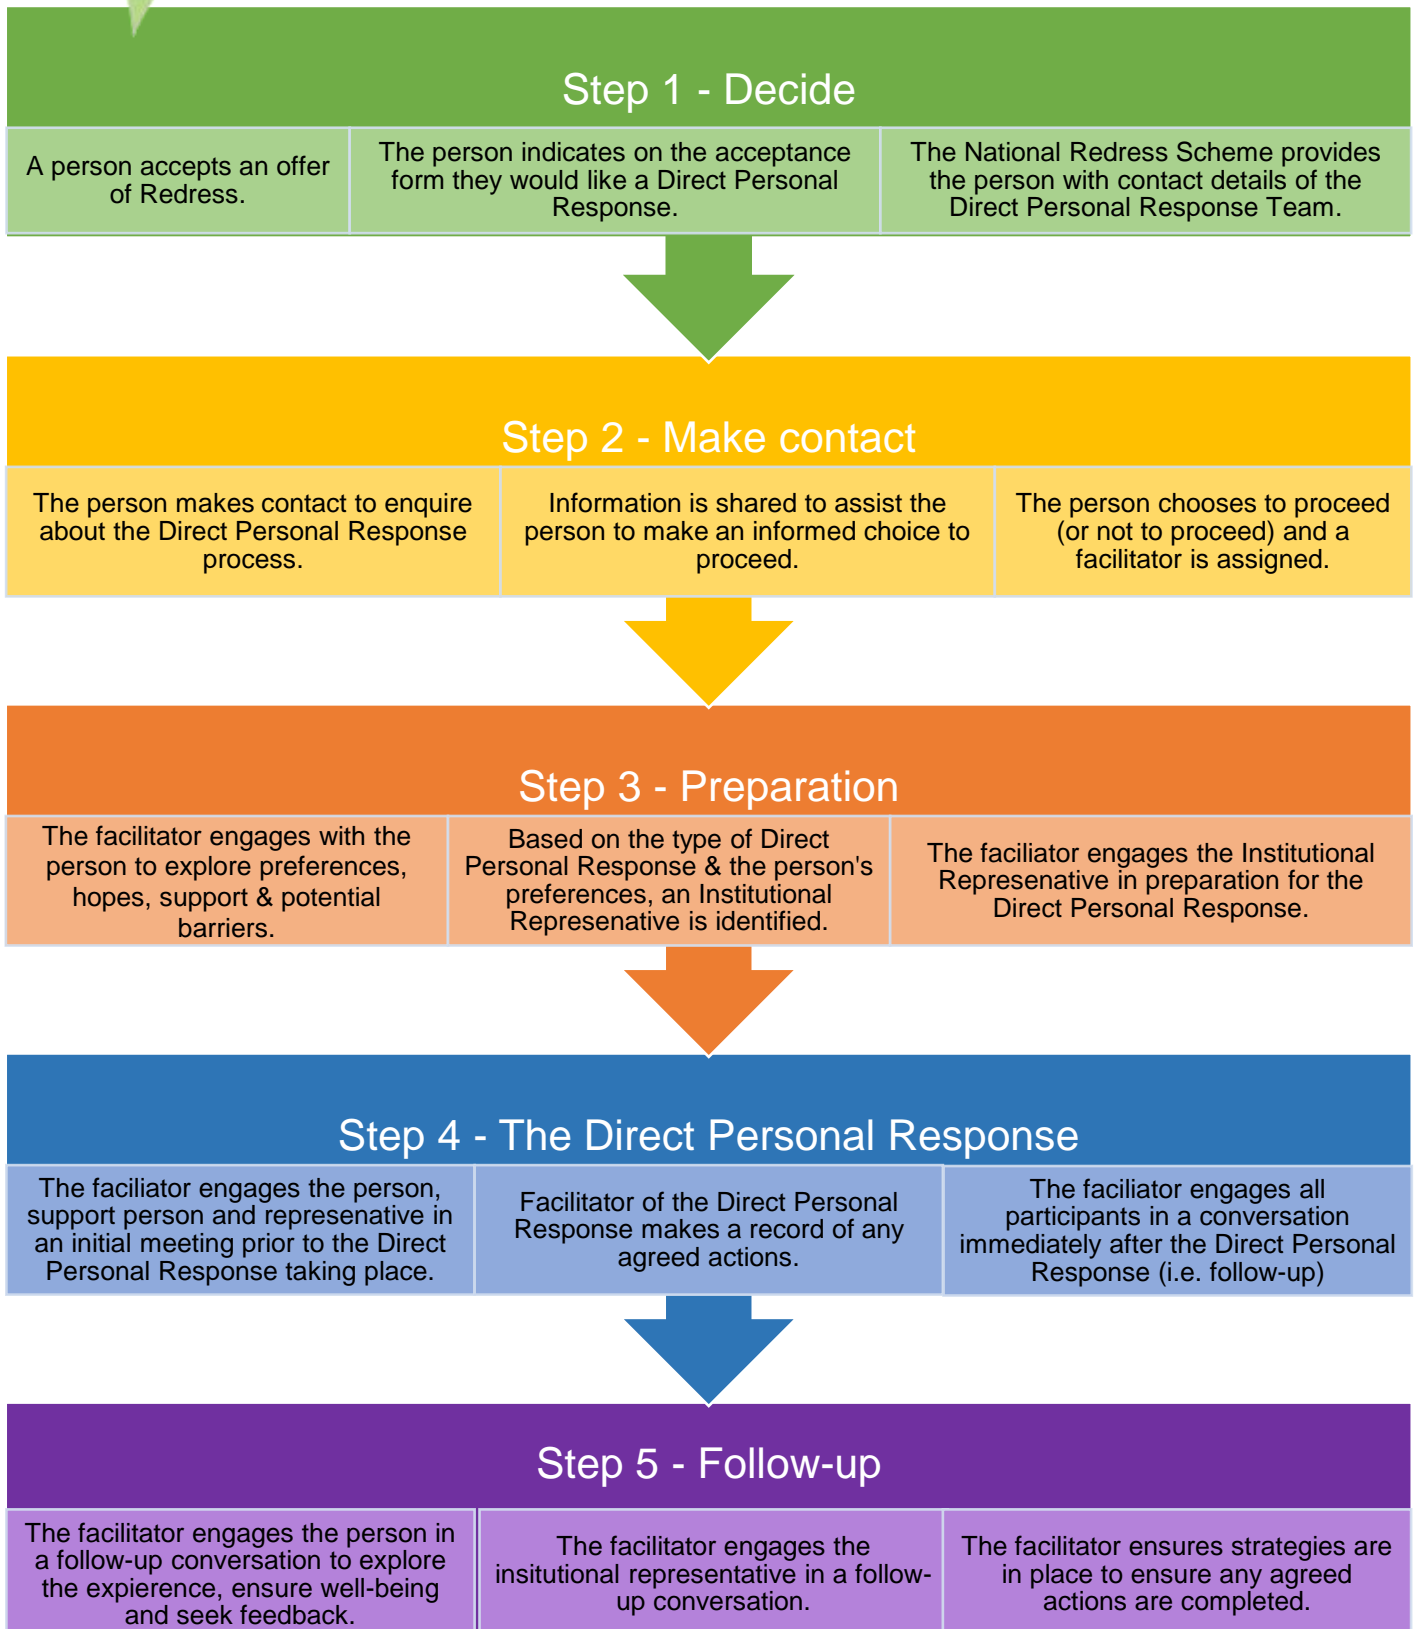 Step 1 - Decide
A person accepts an offer
of Redress.
The person indicates on the acceptance
form they would like a Direct Personal
Response.
The National Redress Scheme provides
the person with contact details of the
Direct Personal Response Team.
Step 2 - Make contact
The person makes contact to enquire
about the Direct Personal Response
process.
Information is shared to assist the
person to make an informed choice to
proceed.
The person chooses to proceed
(or not to proceed) and a
facilitator is assigned.
Step 3 - Preparation
The facilitator engages with the
person to explore preferences,
hopes, support & potential
barriers.
Based on the type of Direct
Personal Response & the person's
preferences, an Institutional
Represenative is identified.
The faciliator engages the Institutional
Represenative in preparation for the
Direct Personal Response.
Step 4 - The Direct Personal Response
The faciliator engages the person,
support person and represenative in
an initial meeting prior to the Direct
Personal Response taking place.
Facilitator of the Direct Personal
Response makes a record of any
agreed actions.
The faciliator engages all
participants in a conversation
immediately after the Direct Personal
Response (i.e. follow-up)
Step 5 - Follow-up
The facilitator engages the person in
a follow-up conversation to explore
the expierence, ensure well-being
and seek feedback.
The facilitator engages the
insitutional representative in a follow-
up conversation.
The facilitator ensures strategies are
in place to ensure any agreed
actions are completed.